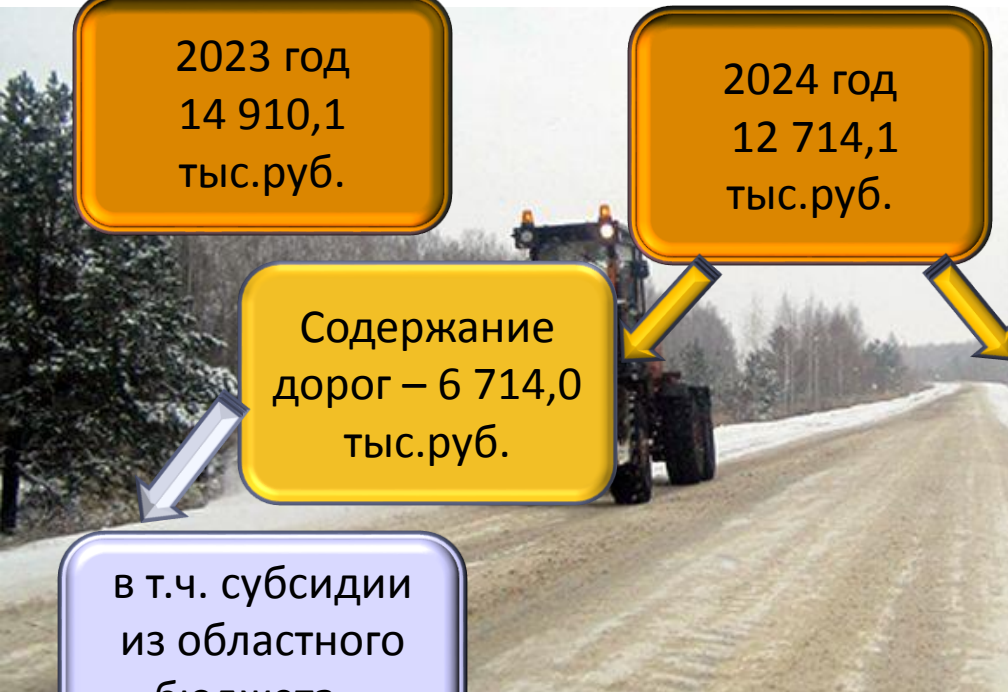 2023 год
14 910,1
тыс.руб.
2024 год
12 714,1
тыс.руб.
Содержание
дорог – 6 714,0
тыс.руб.
в т.ч. субсидии
из областного